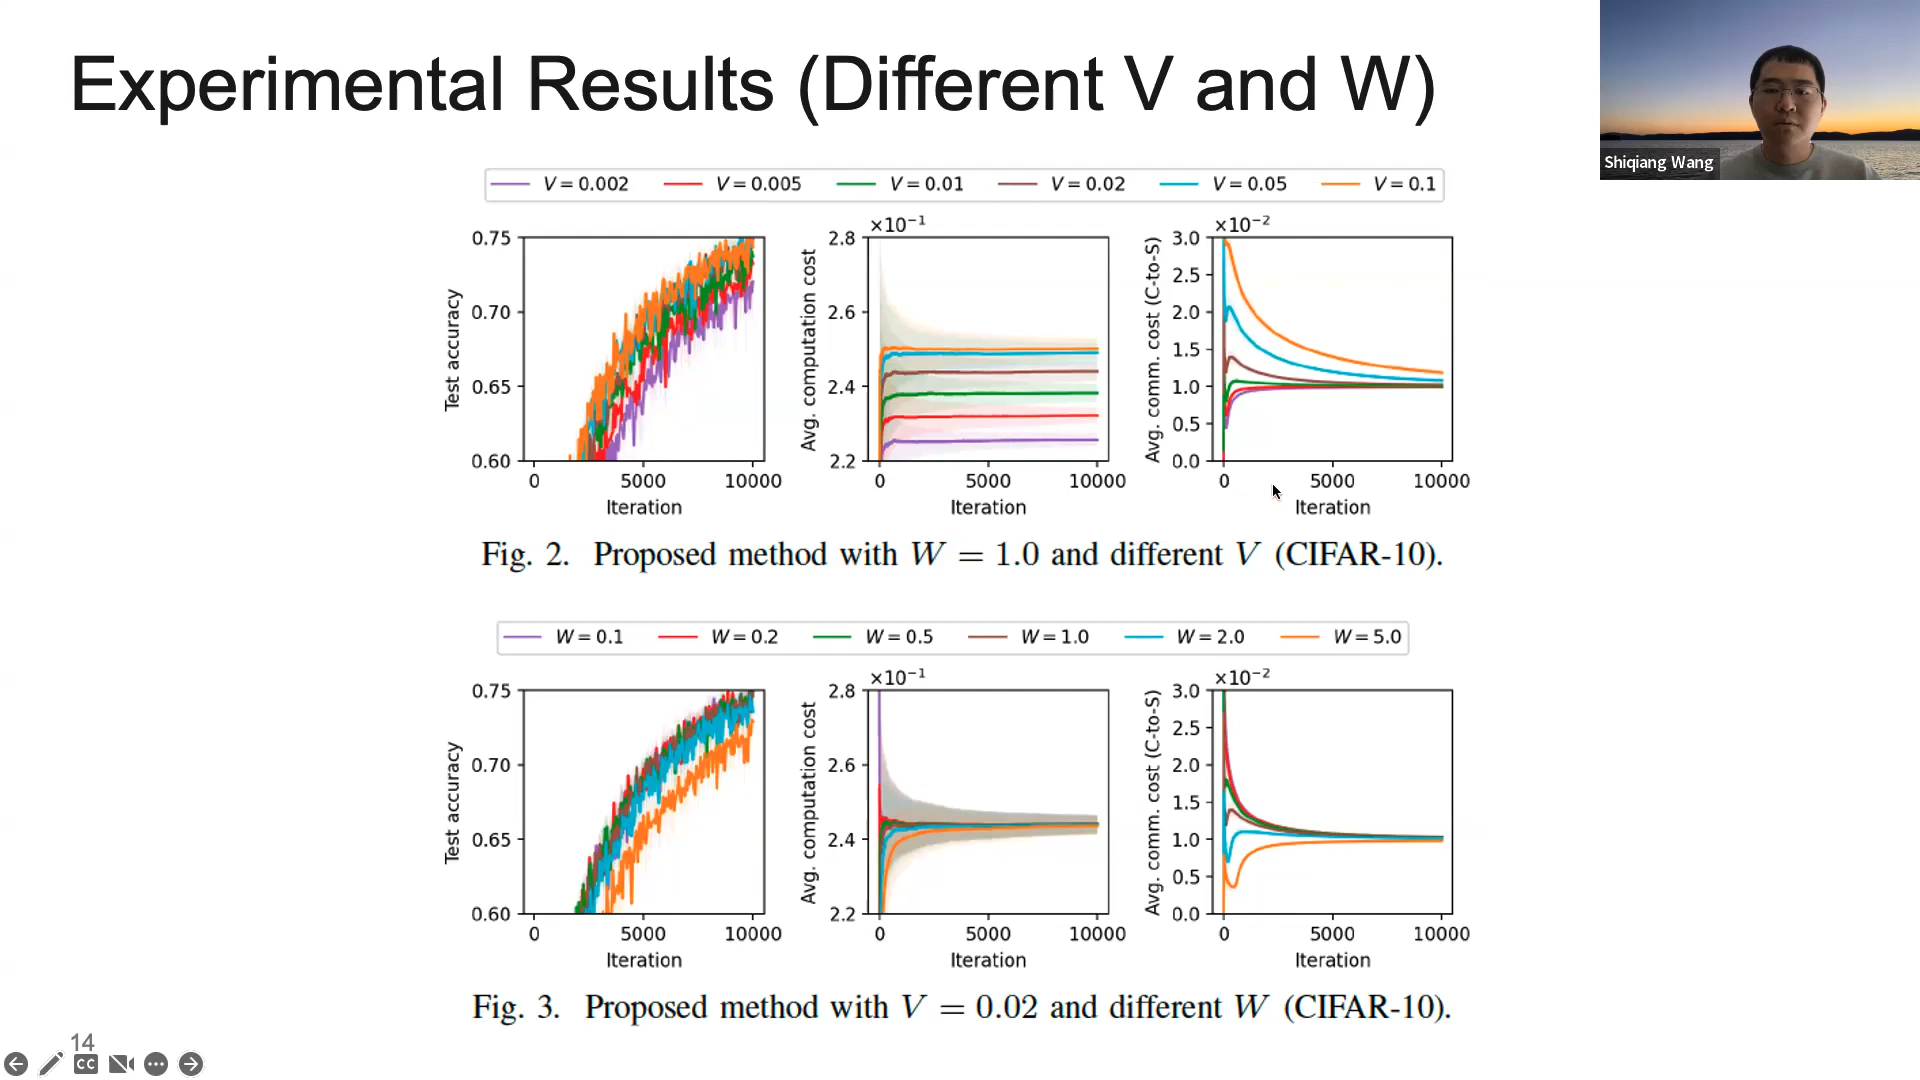 Experimental Results (Different V and W)
Shiqiang Wang
V = 0.002 V = 0.005 V = 0.01 V = 0.02 V = 0.05 V = 0.1
0.75
0.70
0.65
0.60
Test accuracy
0 5000 10000
Iteration
×10⁻¹
2.8
2.6
2.4
2.2
Avg. computation cost
0 5000 10000
Iteration
×10⁻²
3.0
2.5
2.0
1.5
1.0
0.5
0.0
Avg. comm. cost (C-to-S)
0 5000 10000
Iteration
Fig. 2. Proposed method with W = 1.0 and different V (CIFAR-10).
W = 0.1 W = 0.2 W = 0.5 W = 1.0 W = 2.0 W = 5.0
0.75
0.70
0.65
0.60
Test accuracy
0 5000 10000
Iteration
×10⁻¹
2.8
2.6
2.4
2.2
Avg. computation cost
0 5000 10000
Iteration
×10⁻²
3.0
2.5
2.0
1.5
1.0
0.5
0.0
Avg. comm. cost (C-to-S)
0 5000 10000
Iteration
Fig. 3. Proposed method with V = 0.02 and different W (CIFAR-10).
14
CC